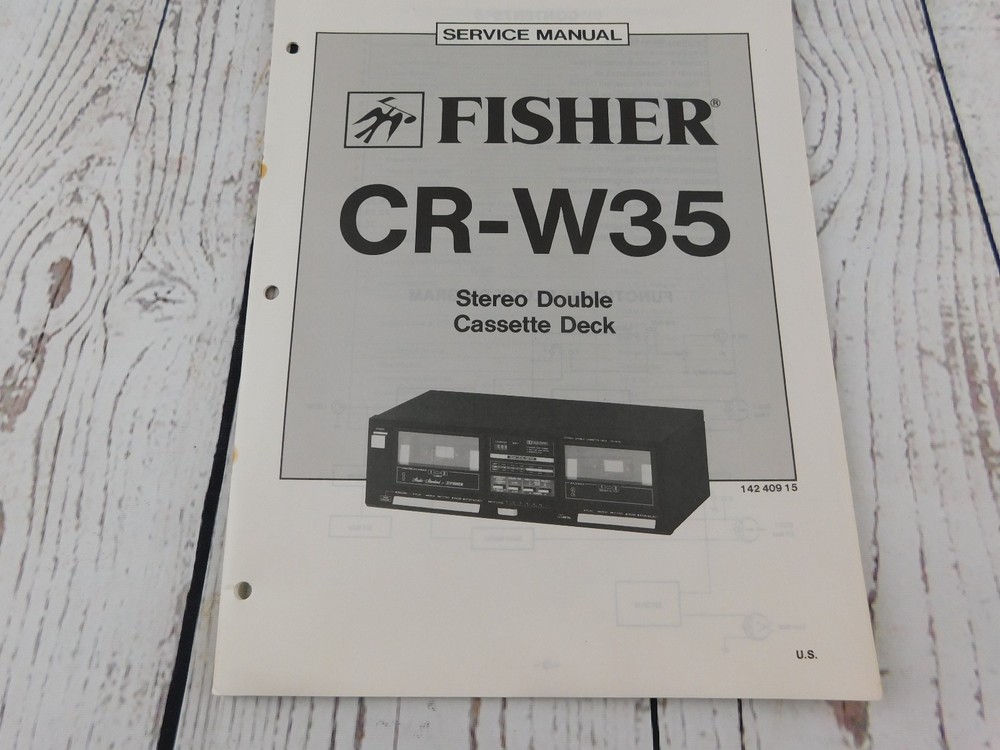 SERVICE MANUAL
FISHER®
CR-W35
Stereo Double
Cassette Deck
142 409 15
U.S.